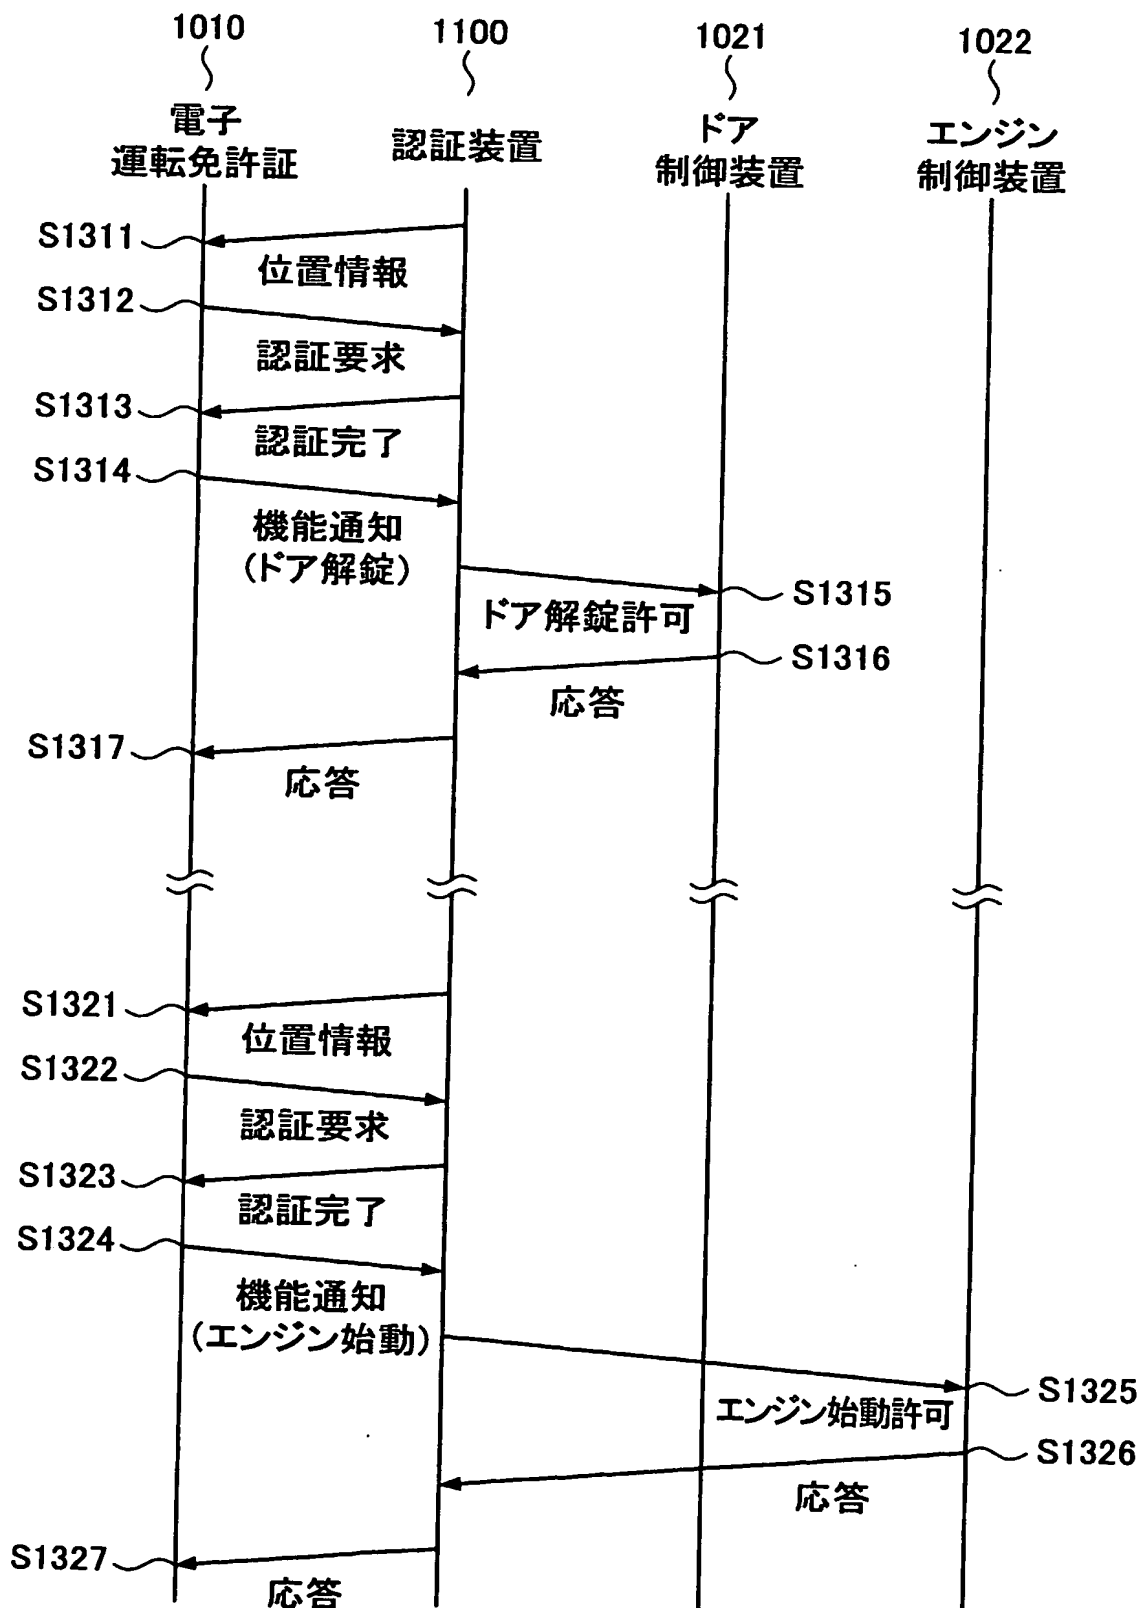 1010
1100
1021
1022
電子
運転免許証
認証装置
ドア
制御装置
エンジン
制御装置
S1311
位置情報
S1312
認証要求
S1313
認証完了
S1314
機能通知
(ドア解錠)
S1315
ドア解錠許可
S1316
応答
S1317
応答
S1321
位置情報
S1322
認証要求
S1323
認証完了
S1324
機能通知
(エンジン始動)
S1325
エンジン始動許可
S1326
応答
S1327
応答